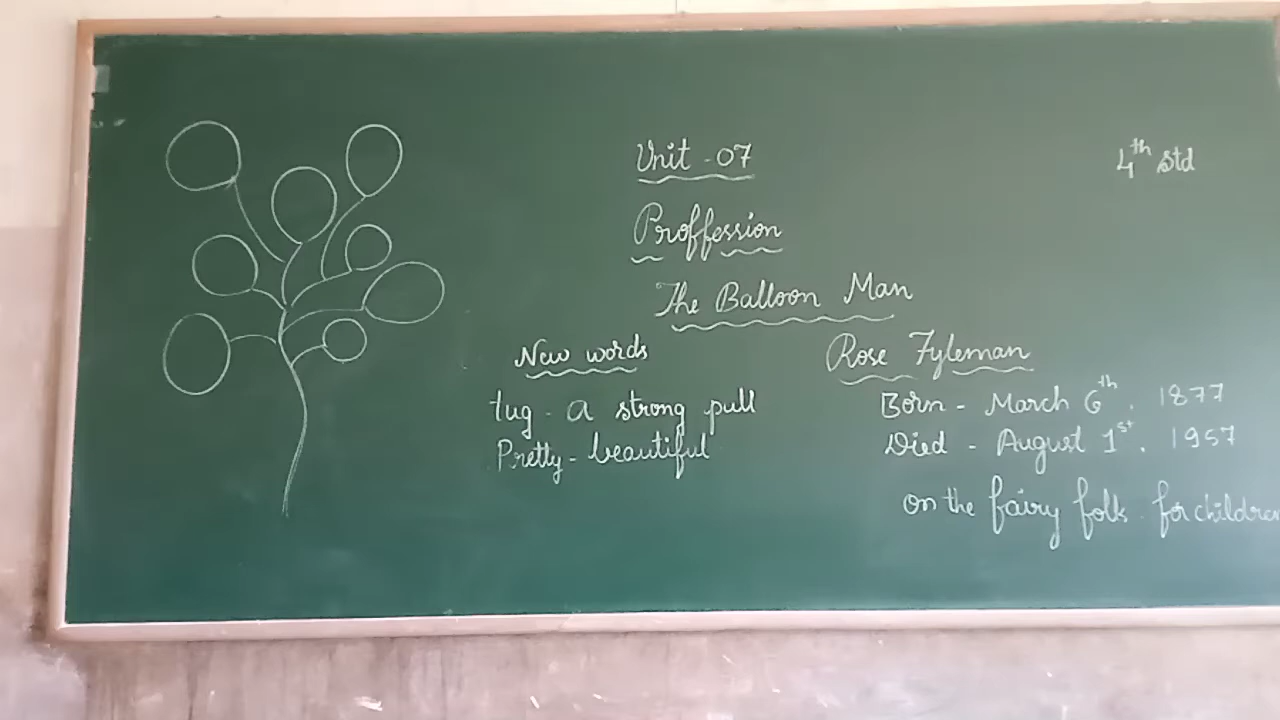 Unit - 07
4th std
Proffession
The Balloon Man
New words
tug - a strong pull
Pretty - beautiful
Rose Fyleman
Born - March 6th. 1877
Died - August 1st. 1957
on the fairy folks. for children